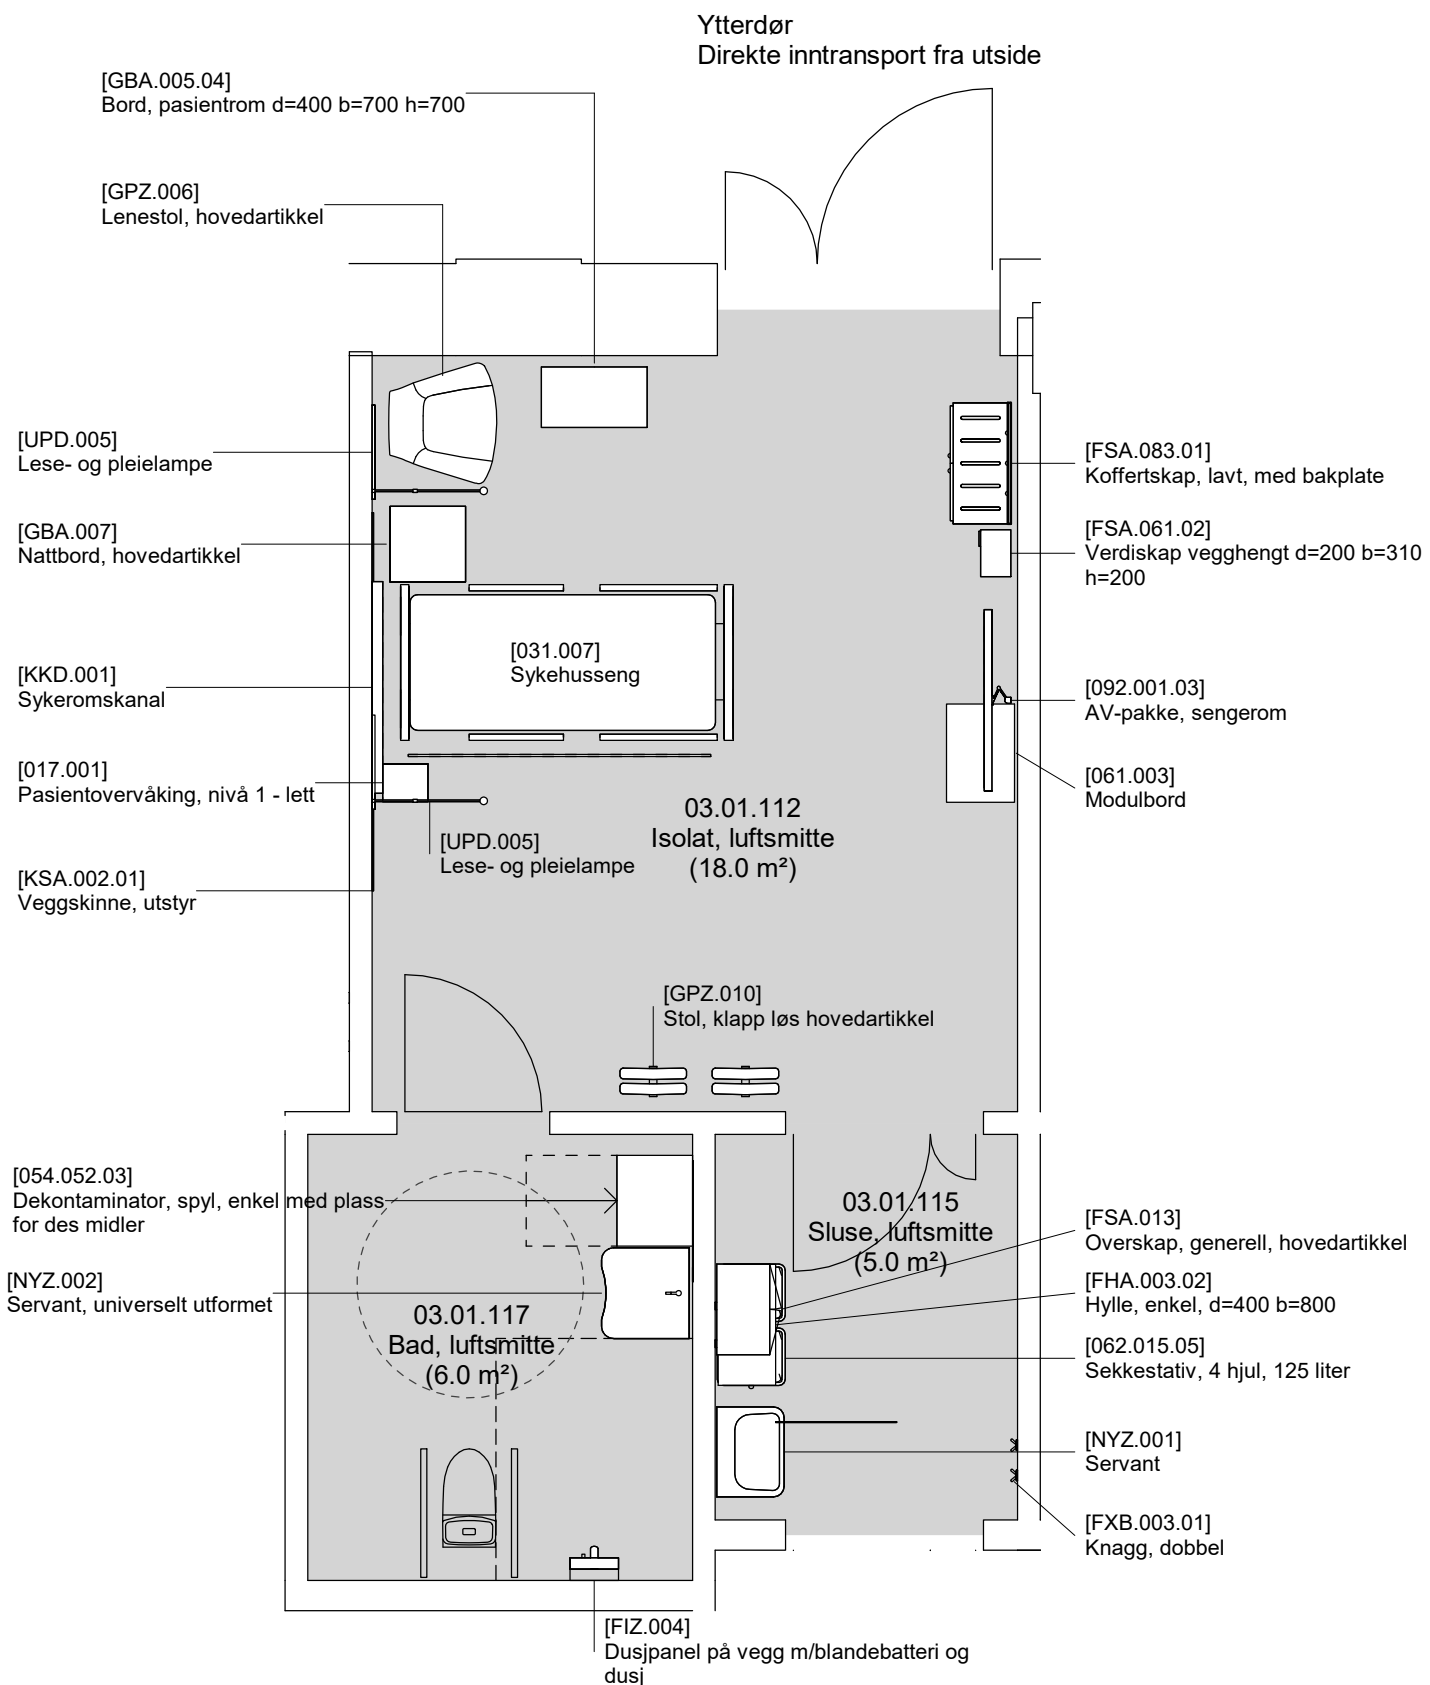 Ytterdør
Direkte inntransport fra utside
[GBA.005.04]
Bord, pasientrom d=400 b=700 h=700
[GPZ.006]
Lenestol, hovedartikkel
[UPD.005]
Lese- og pleielampe
[GBA.007]
Nattbord, hovedartikkel
[KKD.001]
Sykeromskanal
[017.001]
Pasientovervåking, nivå 1 - lett
[KSA.002.01]
Veggskinne, utstyr
[031.007]
Sykehusseng
[UPD.005]
Lese- og pleielampe
03.01.112
Isolat, luftsmitte
(18.0 m²)
[FSA.083.01]
Koffertskap, lavt, med bakplate
[FSA.061.02]
Verdiskap vegghengt d=200 b=310
h=200
[092.001.03]
AV-pakke, sengerom
[061.003]
Modulbord
[GPZ.010]
Stol, klapp løs hovedartikkel
[054.052.03]
Dekontaminator, spyl, enkel med plass
for des midler
[NYZ.002]
Servant, universelt utformet
03.01.117
Bad, luftsmitte
(6.0 m²)
03.01.115
Sluse, luftsmitte
(5.0 m²)
[FSA.013]
Overskap, generell, hovedartikkel
[FHA.003.02]
Hylle, enkel, d=400 b=800
[062.015.05]
Sekkestativ, 4 hjul, 125 liter
[NYZ.001]
Servant
[FXB.003.01]
Knagg, dobbel
[FIZ.004]
Dusjpanel på vegg m/blandebatteri og
dusj